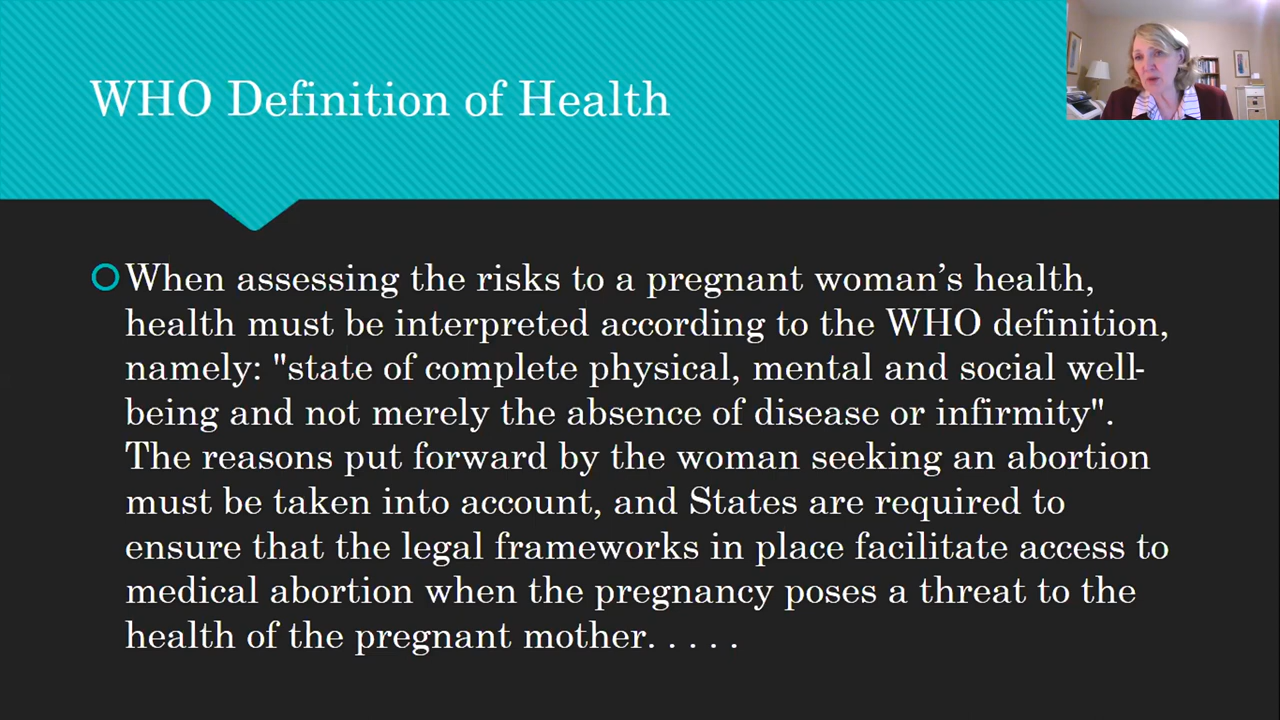 WHO Definition of Health
When assessing the risks to a pregnant woman’s health,
health must be interpreted according to the WHO definition,
namely: "state of complete physical, mental and social well-
being and not merely the absence of disease or infirmity".
The reasons put forward by the woman seeking an abortion
must be taken into account, and States are required to
ensure that the legal frameworks in place facilitate access to
medical abortion when the pregnancy poses a threat to the
health of the pregnant mother. . . . .